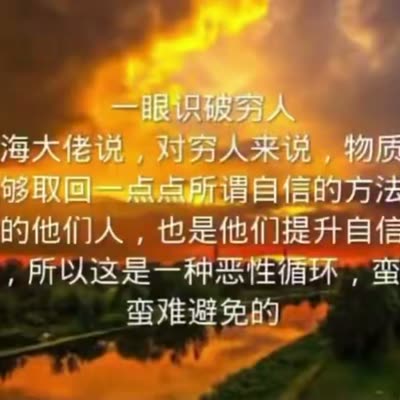 一眼识破穷人
海大佬说，对穷人来说，物质
够取回一点点所谓自信的方法
的他们人，也是他们提升自信
，所以这是一种恶性循环，蛮
蛮难避免的